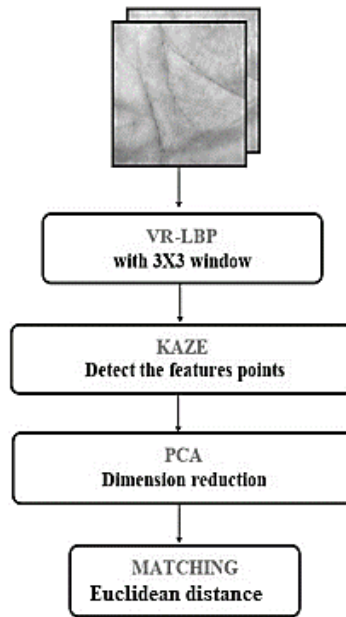 VR-LBP
with 3X3 window
KAZE
Detect the features points
PCA
Dimension reduction
MATCHING
Euclidean distance